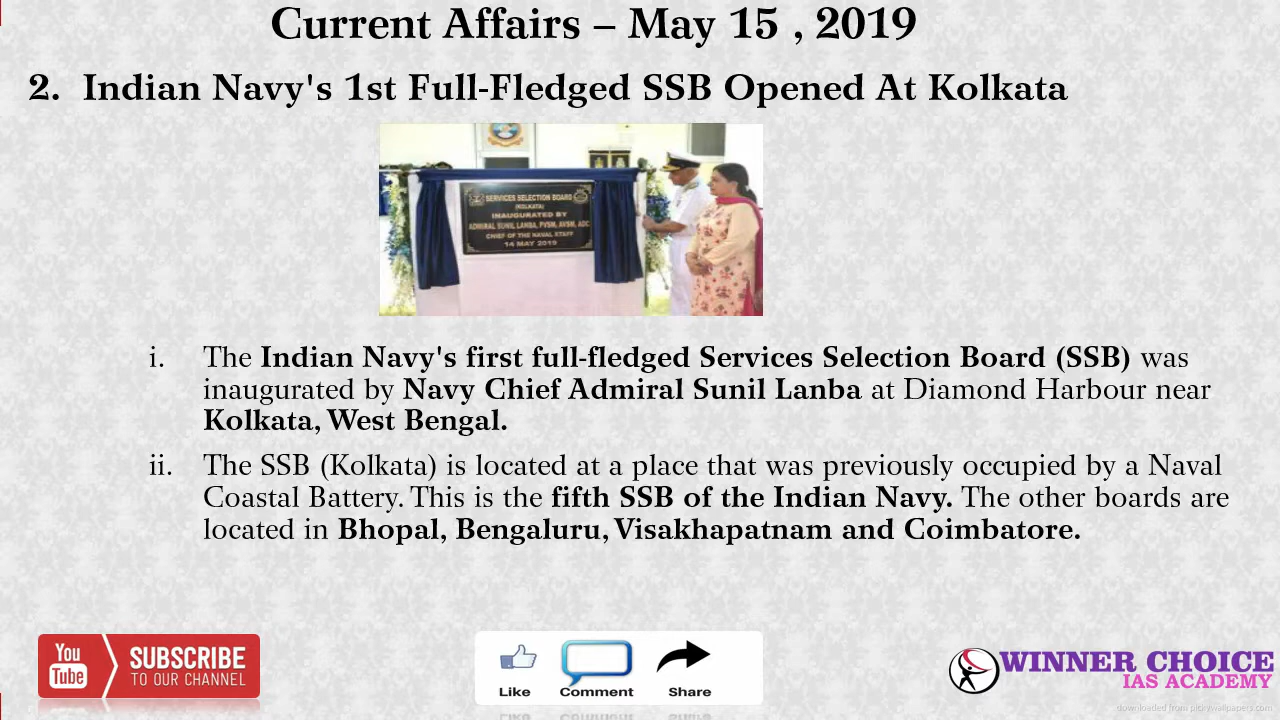 Current Affairs – May 15 , 2019
2. Indian Navy's 1st Full-Fledged SSB Opened At Kolkata
SERVICES SELECTION BOARD
(KOLKATA)
INAUGURATED BY
ADMIRAL SUNIL LANBA, PVSM, AVSM, ADC
CHIEF OF THE NAVAL STAFF
14 MAY 2019
i. The Indian Navy's first full-fledged Services Selection Board (SSB) was
inaugurated by Navy Chief Admiral Sunil Lanba at Diamond Harbour near
Kolkata, West Bengal.
ii. The SSB (Kolkata) is located at a place that was previously occupied by a Naval
Coastal Battery. This is the fifth SSB of the Indian Navy. The other boards are
located in Bhopal, Bengaluru, Visakhapatnam and Coimbatore.
You Tube
SUBSCRIBE
TO OUR CHANNEL
Like Comment Share
WINNER CHOICE
IAS ACADEMY
downloaded from pickywallpapers.com